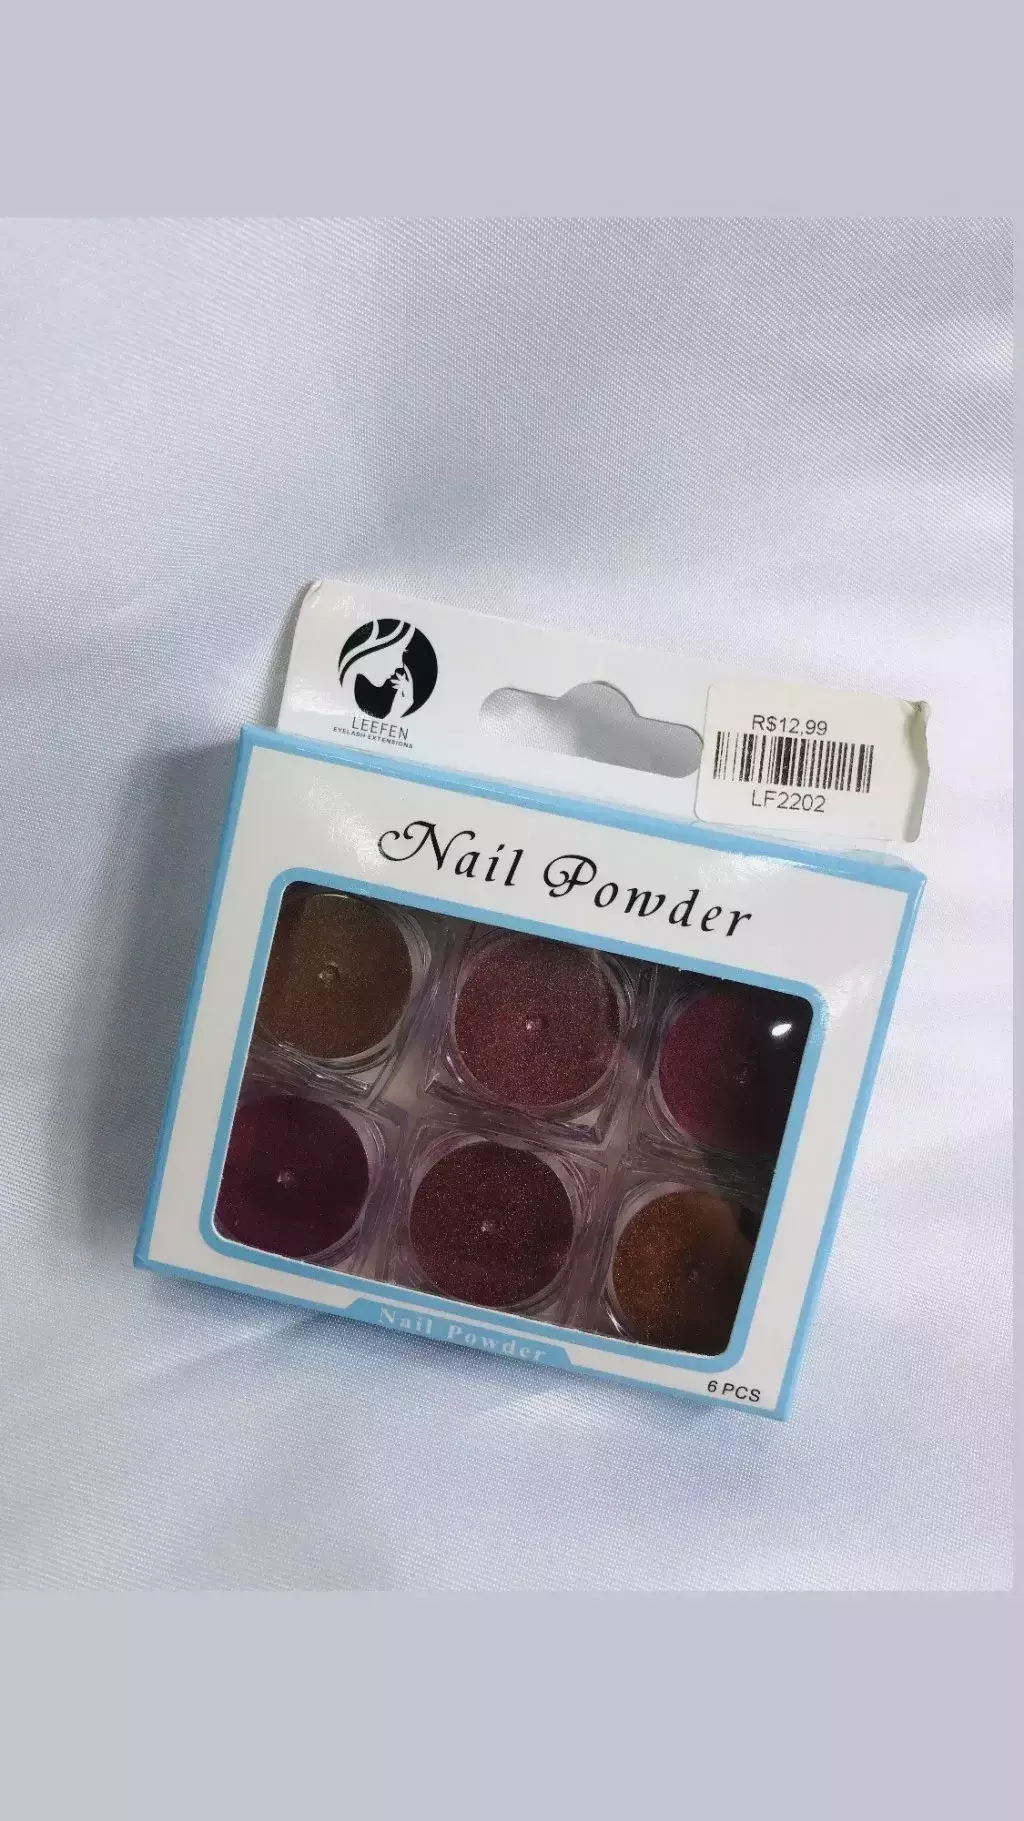 LEEFEN
EYELASH EXTENSIONS
R$12,99
LF2202
Nail Powder
Nail Powder
6 PCS